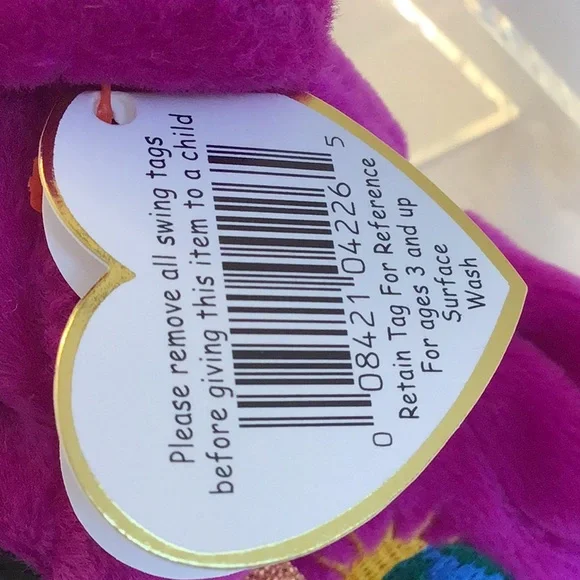 Please remove all swing tags
before giving this item to a child
0 08421 04226 5
Retain Tag For Reference
For ages 3 and up
Surface
Wash